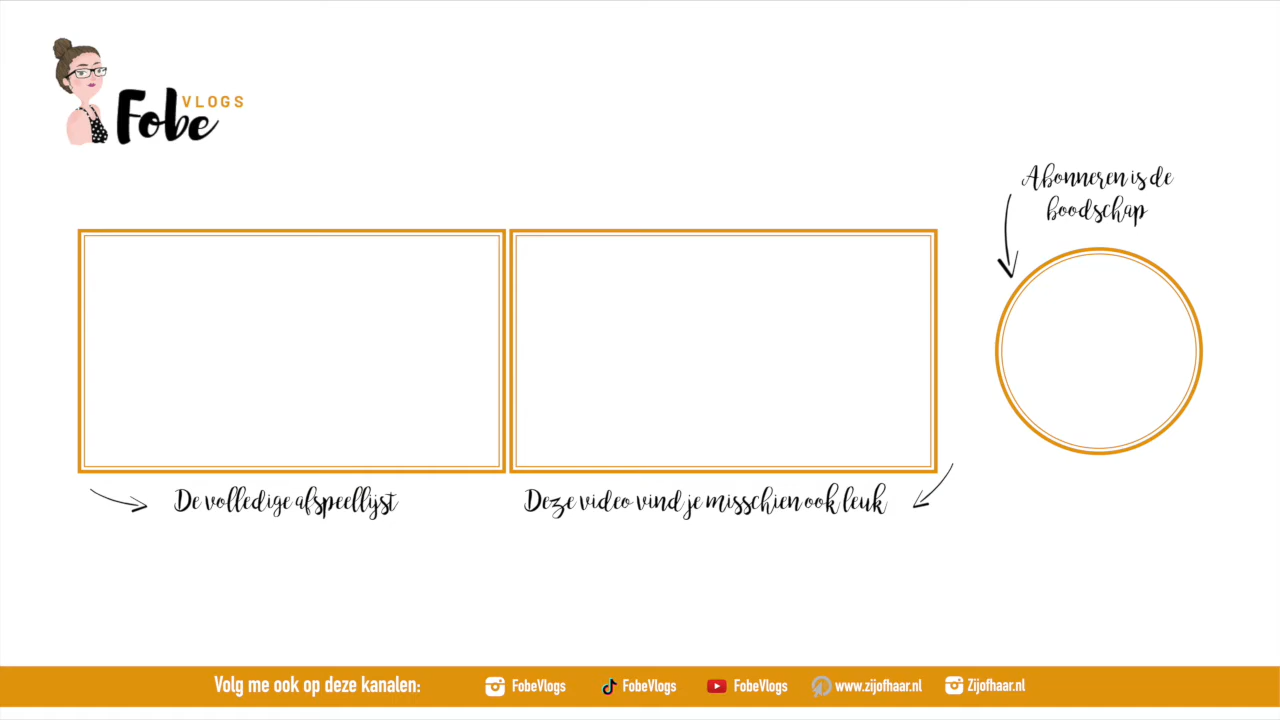 VLOGS
Fobe
Abonneren is de
boodschap
De volledige afspeellijst
Deze video vind je misschien ook leuk
Volg me ook op deze kanalen: FobeVlogs FobeVlogs FobeVlogs www.zijofhaar.nl Zijofhaar.nl